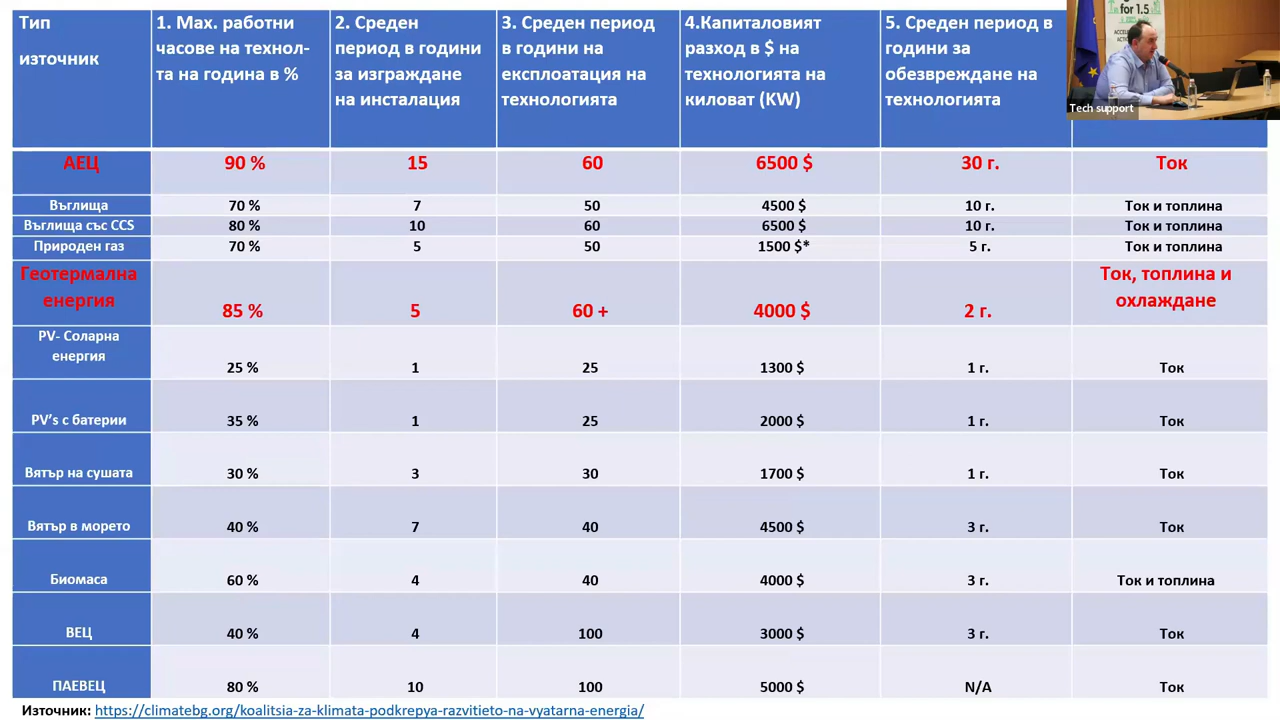 Тип
източник
1. Мах. работни
часове на технол-
та на година в %
2. Среден
период в години
за изграждане
на инсталация
3. Среден период
в години на
експлоатация на
технологията
4.Капиталовият
разход в $ на
технологията на
киловат (KW)
5. Среден период в
години за
обезвреждане на
технологията
for 1.5
Tech support
АЕЦ 90 % 15 60 6500 $ 30 г. Ток
Въглища 70 % 7 50 4500 $ 10 г. Ток и топлина
Въглища със CCS 80 % 10 60 6500 $ 10 г. Ток и топлина
Природен газ 70 % 5 50 1500 $* 5 г. Ток и топлина
Геотермална
енергия 85 % 5 60 + 4000 $ 2 г. Ток, топлина и
охлаждане
PV- Соларна
енергия 25 % 1 25 1300 $ 1 г. Ток
PV’s с батерии 35 % 1 25 2000 $ 1 г. Ток
Вятър на сушата 30 % 3 30 1700 $ 1 г. Ток
Вятър в морето 40 % 7 40 4500 $ 3 г. Ток
Биомаса 60 % 4 40 4000 $ 3 г. Ток и топлина
ВЕЦ 40 % 4 100 3000 $ 3 г. Ток
ПАЕВЕЦ 80 % 10 100 5000 $ N/A Ток
Източник: https://climatebg.org/koalitsia-za-klimata-podkrepya-razvitieto-na-vyatarna-energia/